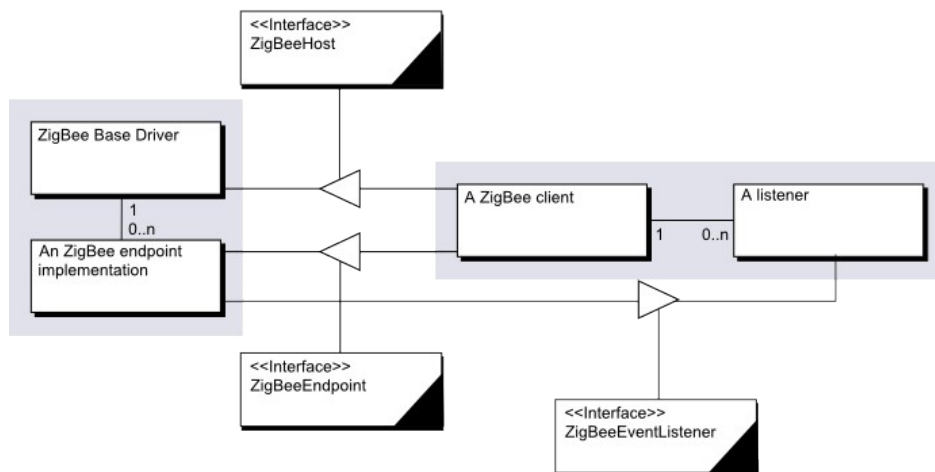 <<Interface>>
ZigBeeHost
ZigBee Base Driver
1
0..n
An ZigBee endpoint
implementation
A ZigBee client
1
0..n
A listener
<<Interface>>
ZigBeeEndpoint
<<Interface>>
ZigBeeEventListener